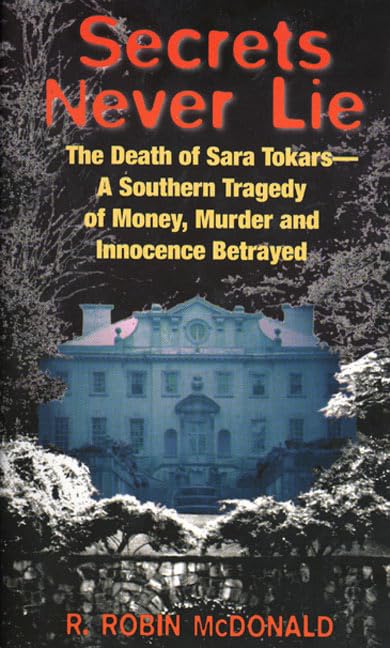 Secrets
Never Lie
The Death of Sara Tokars—
A Southern Tragedy
of Money, Murder and
Innocence Betrayed
R. ROBIN McDONALD